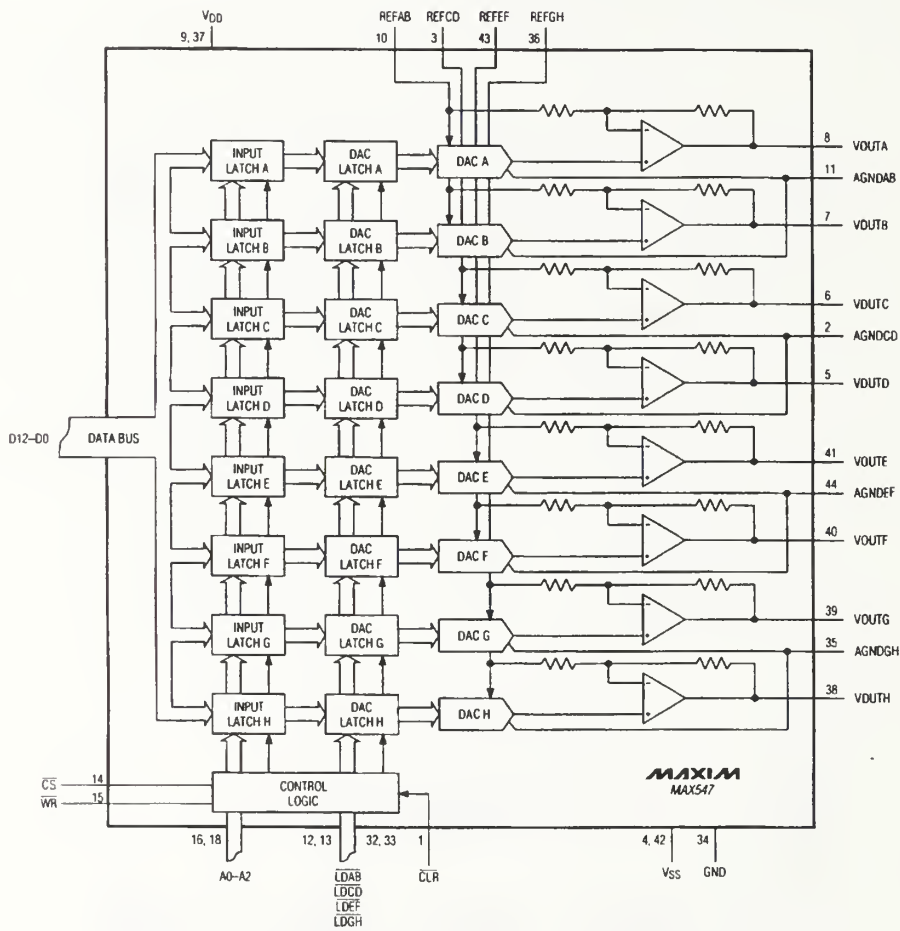 VDD
9, 37
REFAB
10
REFCD
3
REFEF
43
REFGH
36
INPUT
LATCH A
DAC
LATCH A
DAC A
8 VOUTA
11 AGNDAB
INPUT
LATCH B
DAC
LATCH B
DAC B
7 VDUTB
INPUT
LATCH C
DAC
LATCH C
DAC C
6 VDUTC
2 AGNDCD
INPUT
LATCH D
DAC
LATCH D
DAC D
5 VDUTD
D12–D0
DATA BUS
INPUT
LATCH E
DAC
LATCH E
DAC E
41 VOUTE
44 AGNDEF
INPUT
LATCH F
DAC
LATCH F
DAC F
40 VOUTF
INPUT
LATCH G
DAC
LATCH G
DAC G
39 VOUTG
35 AGNDGH
INPUT
LATCH H
DAC
LATCH H
DAC H
38 VDUTH
CS 14
WR 15
CONTROL
LOGIC
MAXIM
MAX547
16, 18
12, 13
32, 33
1
4, 42
34
A0–A2
LDAB
LDCD
LDEF
LDGH
CLR
VSS
GND